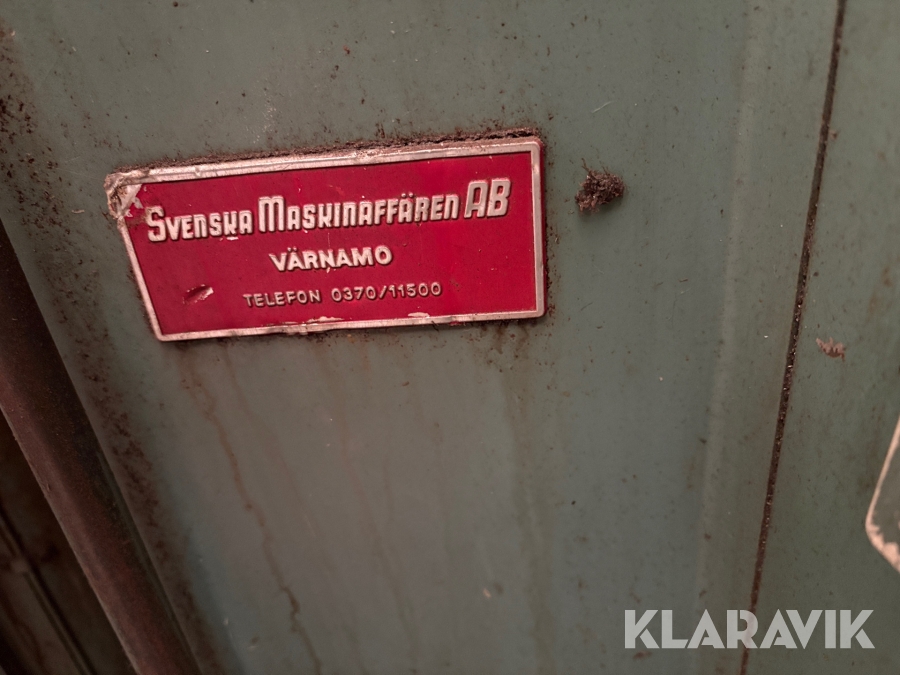 SVENSKA MASKINAFFÄREN AB
VÄRNAMO
TELEFON 0370/11500
KLARAVIK